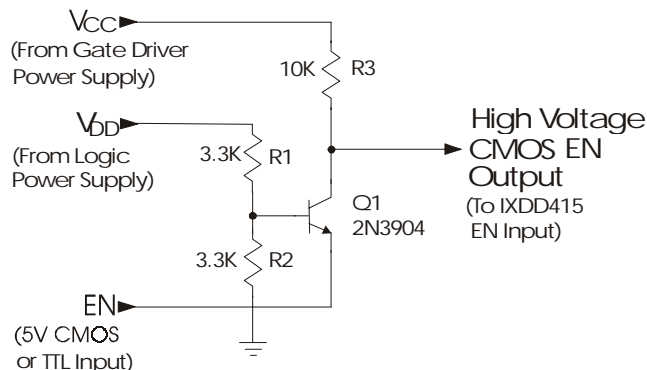 VCC
(From Gate Driver
Power Supply)
10K R3
VDD
(From Logic
Power Supply)
3.3K R1
High Voltage
CMOS EN
Output
(To IXDD415
EN Input)
Q1
2N3904
3.3K R2
EN
(5V CMOS
or TTL Input)